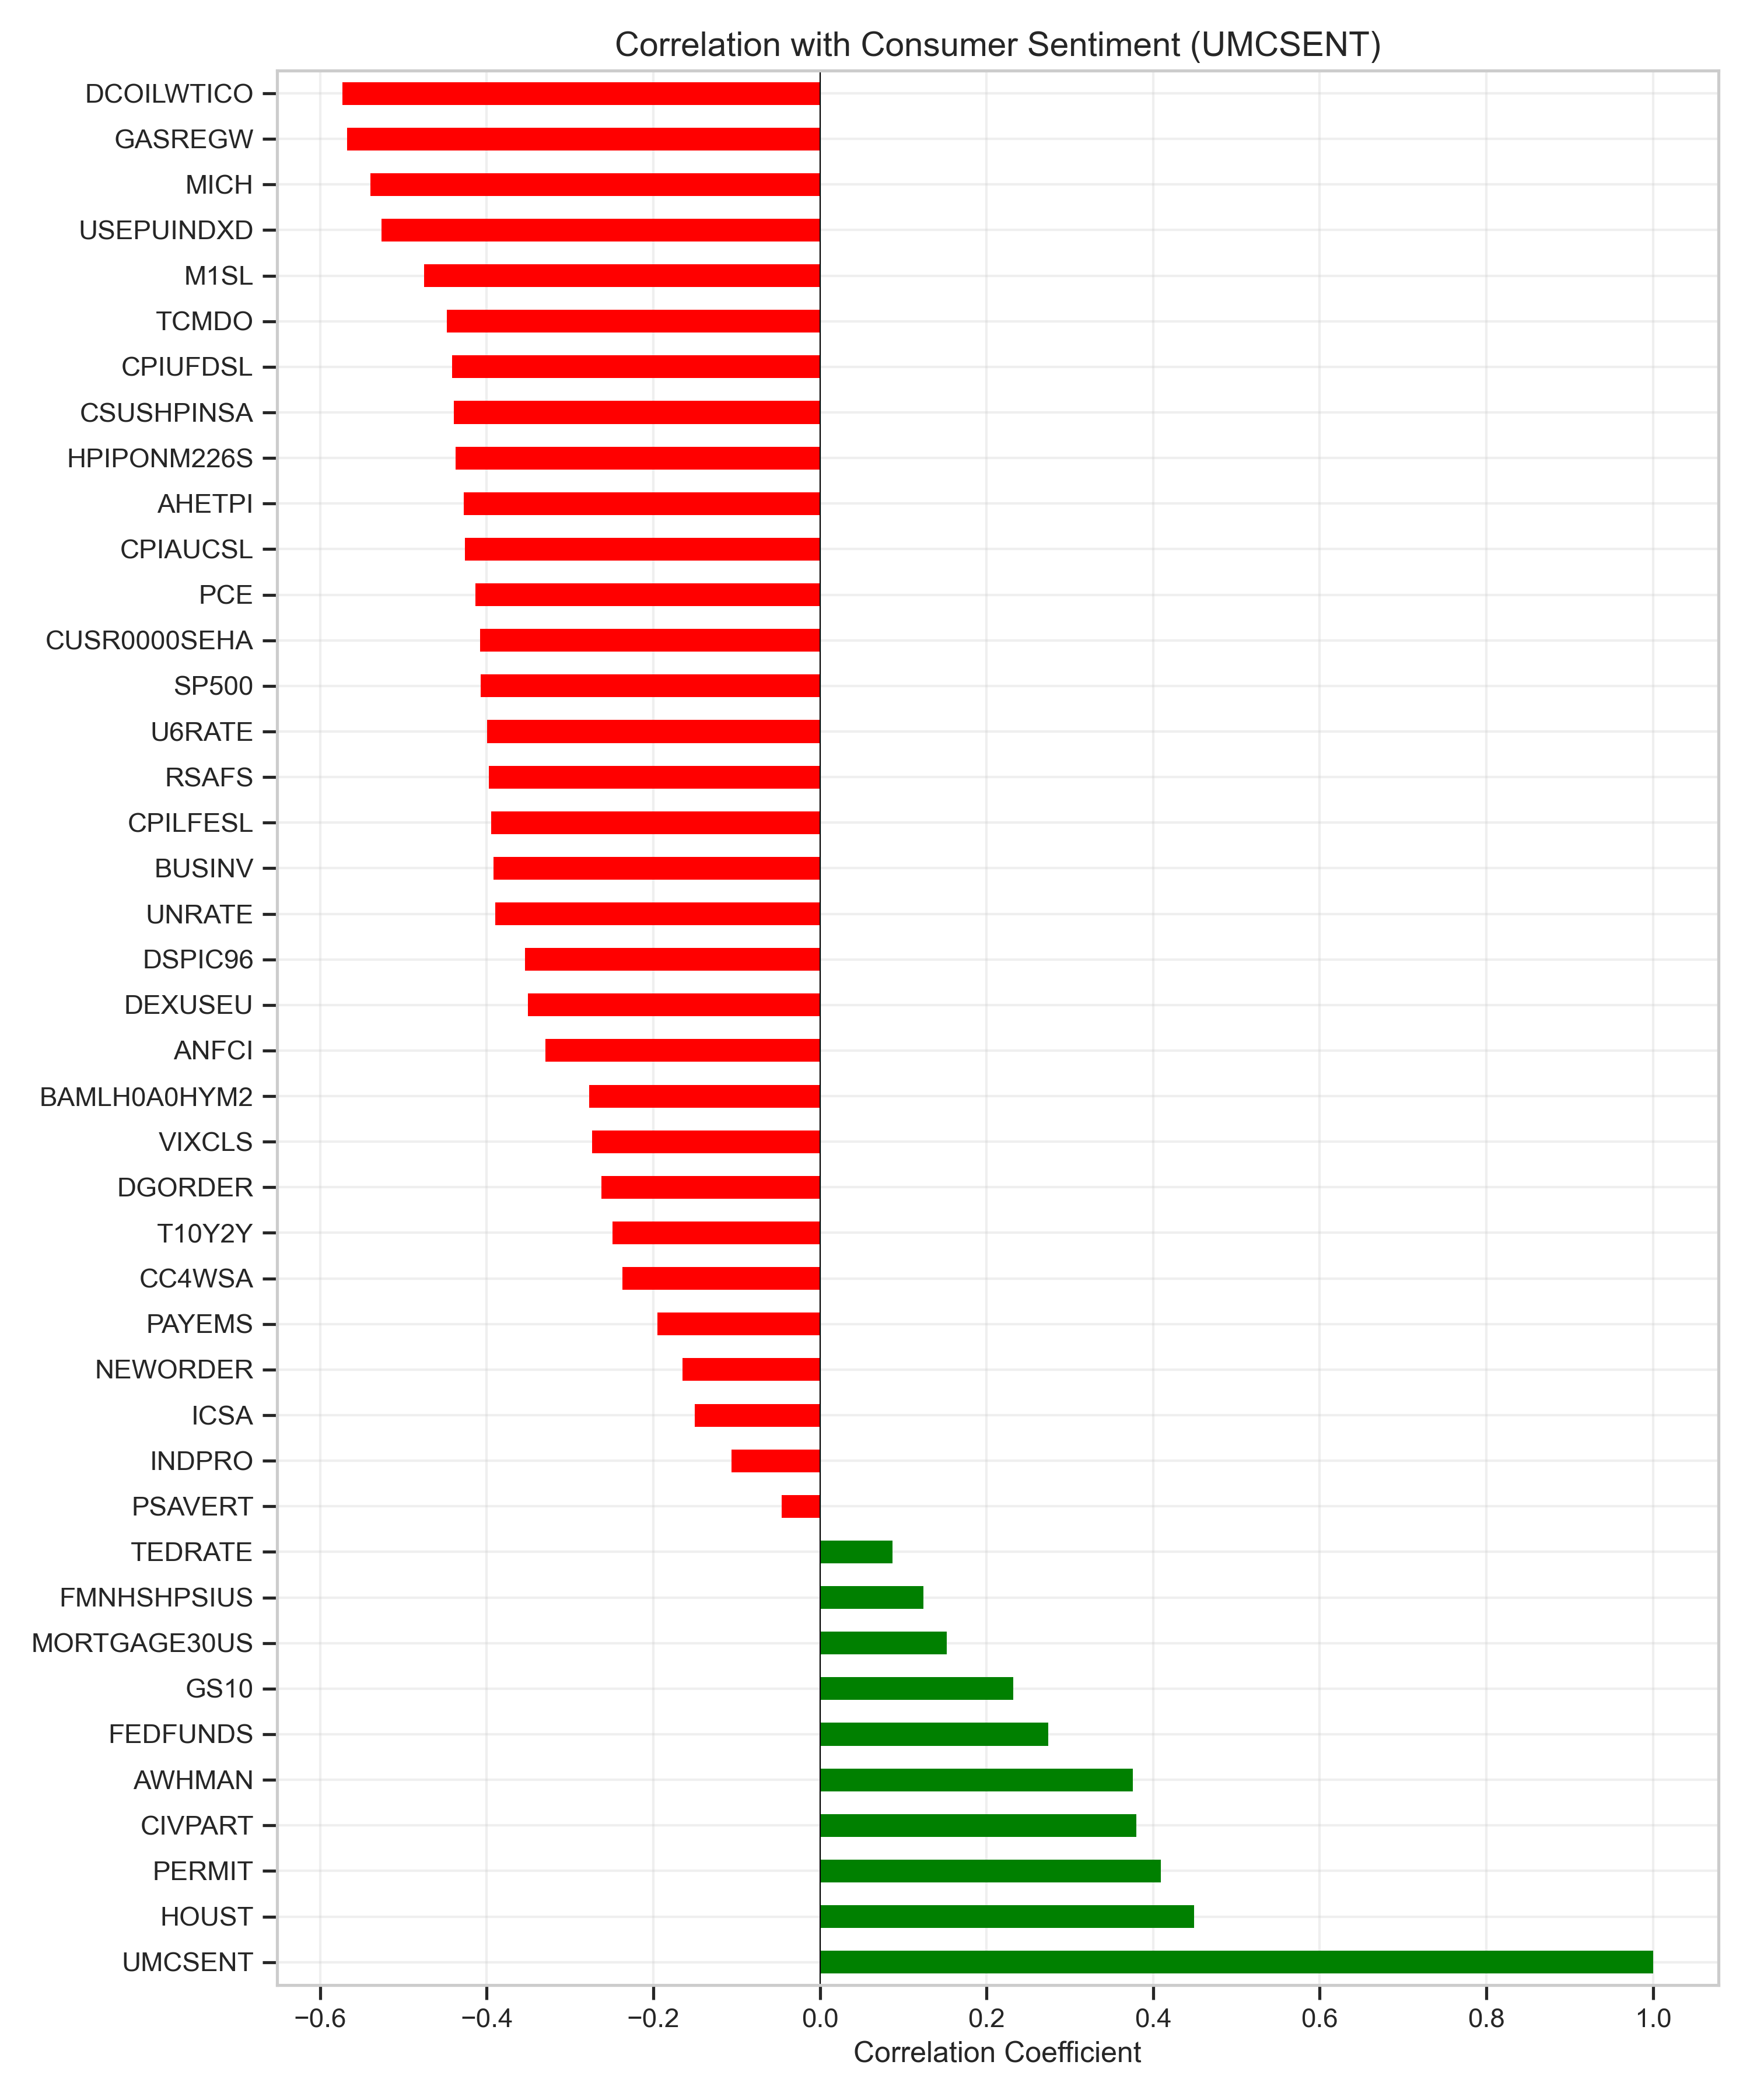 Correlation with Consumer Sentiment (UMCSENT)
DCOILWTICO
GASREGW
MICH
USEPUINDXD
M1SL
TCMDO
CPIUFDSL
CSUSHPINSA
HPIPONM226S
AHETPI
CPIAUCSL
PCE
CUSR0000SEHA
SP500
U6RATE
RSAFS
CPILFESL
BUSINV
UNRATE
DSPIC96
DEXUSEU
ANFCI
BAMLH0A0HYM2
VIXCLS
DGORDER
T10Y2Y
CC4WSA
PAYEMS
NEWORDER
ICSA
INDPRO
PSAVERT
TEDRATE
FMNHSHPSIUS
MORTGAGE30US
GS10
FEDFUNDS
AWHMAN
CIVPART
PERMIT
HOUST
UMCSENT
−0.6 −0.4 −0.2 0.0 0.2 0.4 0.6 0.8 1.0
Correlation Coefficient